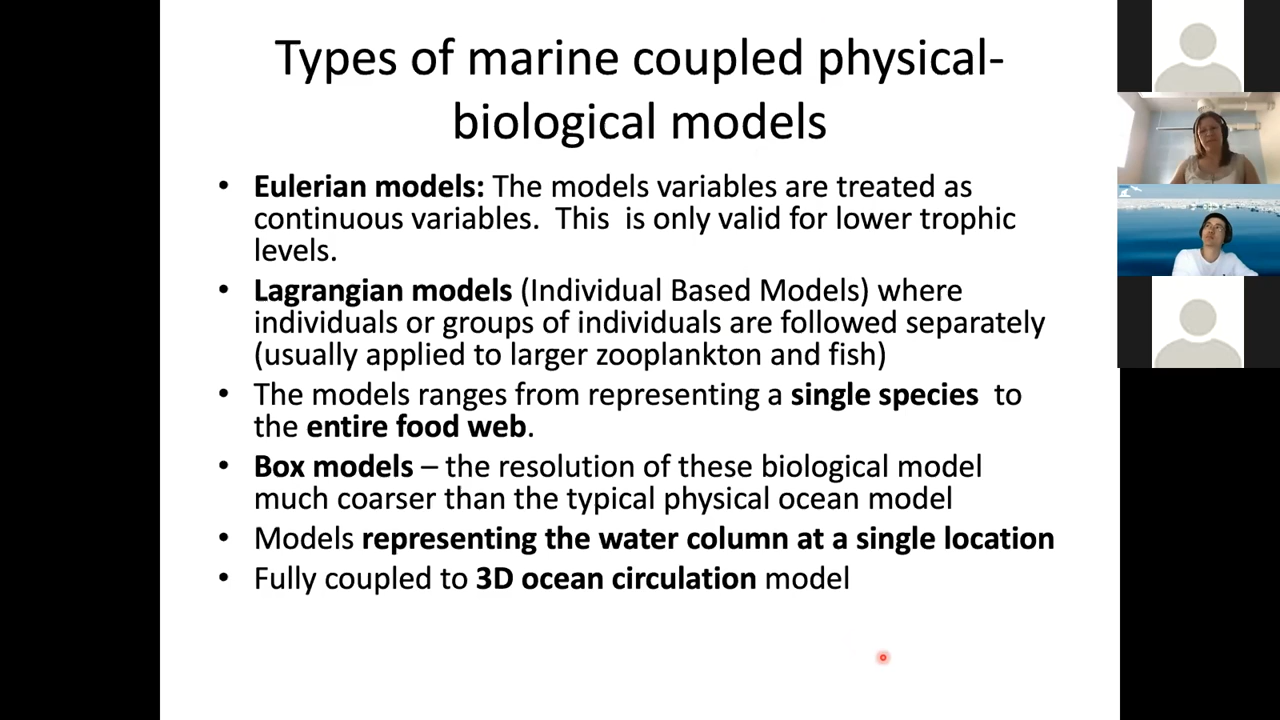 Types of marine coupled physical-
biological models
• Eulerian models: The models variables are treated as
continuous variables.  This  is only valid for lower trophic
levels.
• Lagrangian models (Individual Based Models) where
individuals or groups of individuals are followed separately
(usually applied to larger zooplankton and fish)
• The models ranges from representing a single species  to
the entire food web.
• Box models – the resolution of these biological model
much coarser than the typical physical ocean model
• Models representing the water column at a single location
• Fully coupled to 3D ocean circulation model